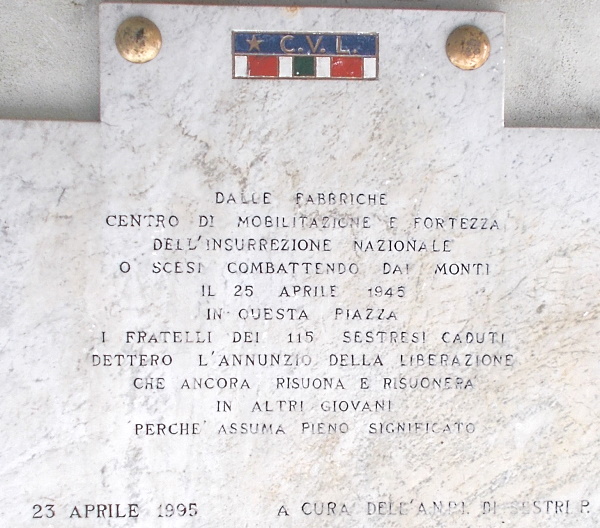 ★ C.V.L.
DALLE FABBRICHE
CENTRO DI MOBILITAZIONE E FORTEZZA
DELL'INSURREZIONE NAZIONALE
O SCESI COMBATTENDO DAI MONTI
IL 25 APRILE 1945
IN QUESTA PIAZZA
I FRATELLI DEI 115 SESTRESI CADUTI
DETTERO L'ANNUNZIO DELLA LIBERAZIONE
CHE ANCORA RISUONA E RISUONERA'
IN ALTRI GIOVANI
PERCHE' ASSUMA PIENO SIGNIFICATO
23 APRILE 1995 A CURA DELL'A.N.P.I. DI SESTRI P.